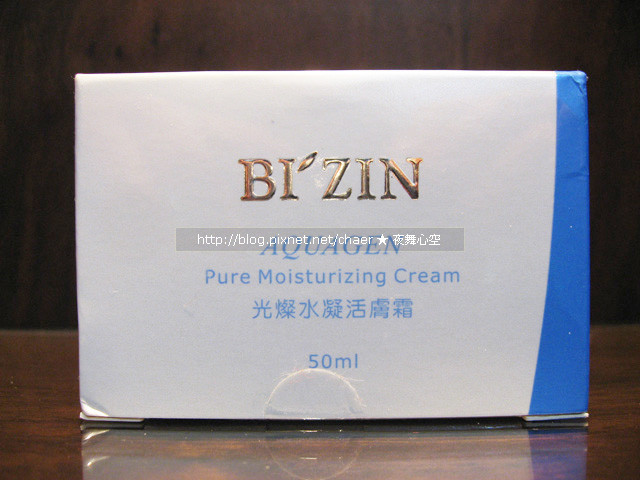 BI'ZIN
http://blog.pixnet.net/chaer ★ 夜舞心空
AQUAGEN
Pure Moisturizing Cream
光燦水凝活膚霜
50ml